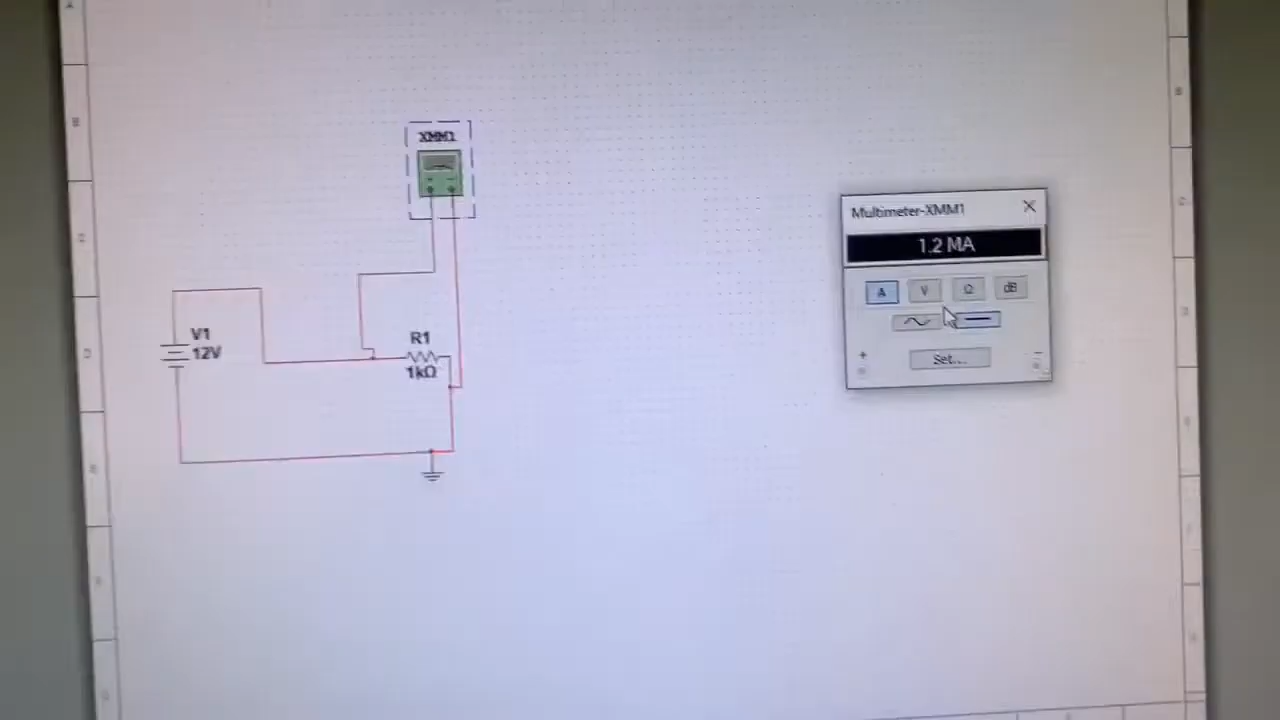 XMM1
Multimeter-XMM1
1.2 MA
A V Ω dB
Set...
+ −
V1
12V
R1
1kΩ